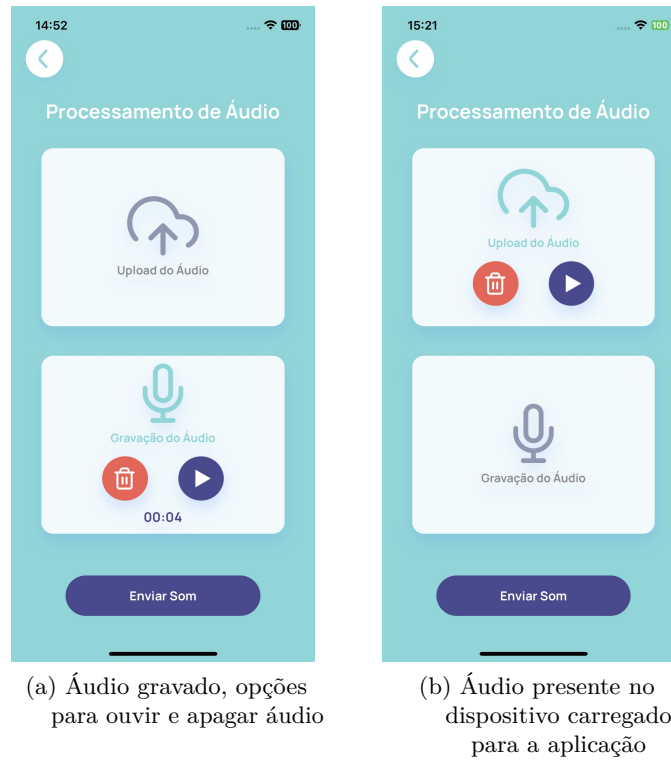 14:52
100
Processamento de Áudio
Upload do Áudio
Gravação do Áudio
00:04
Enviar Som
(a) Áudio gravado, opções
para ouvir e apagar áudio
15:21
100
Processamento de Áudio
Upload do Áudio
Gravação do Áudio
Enviar Som
(b) Áudio presente no
dispositivo carregado
para a aplicação